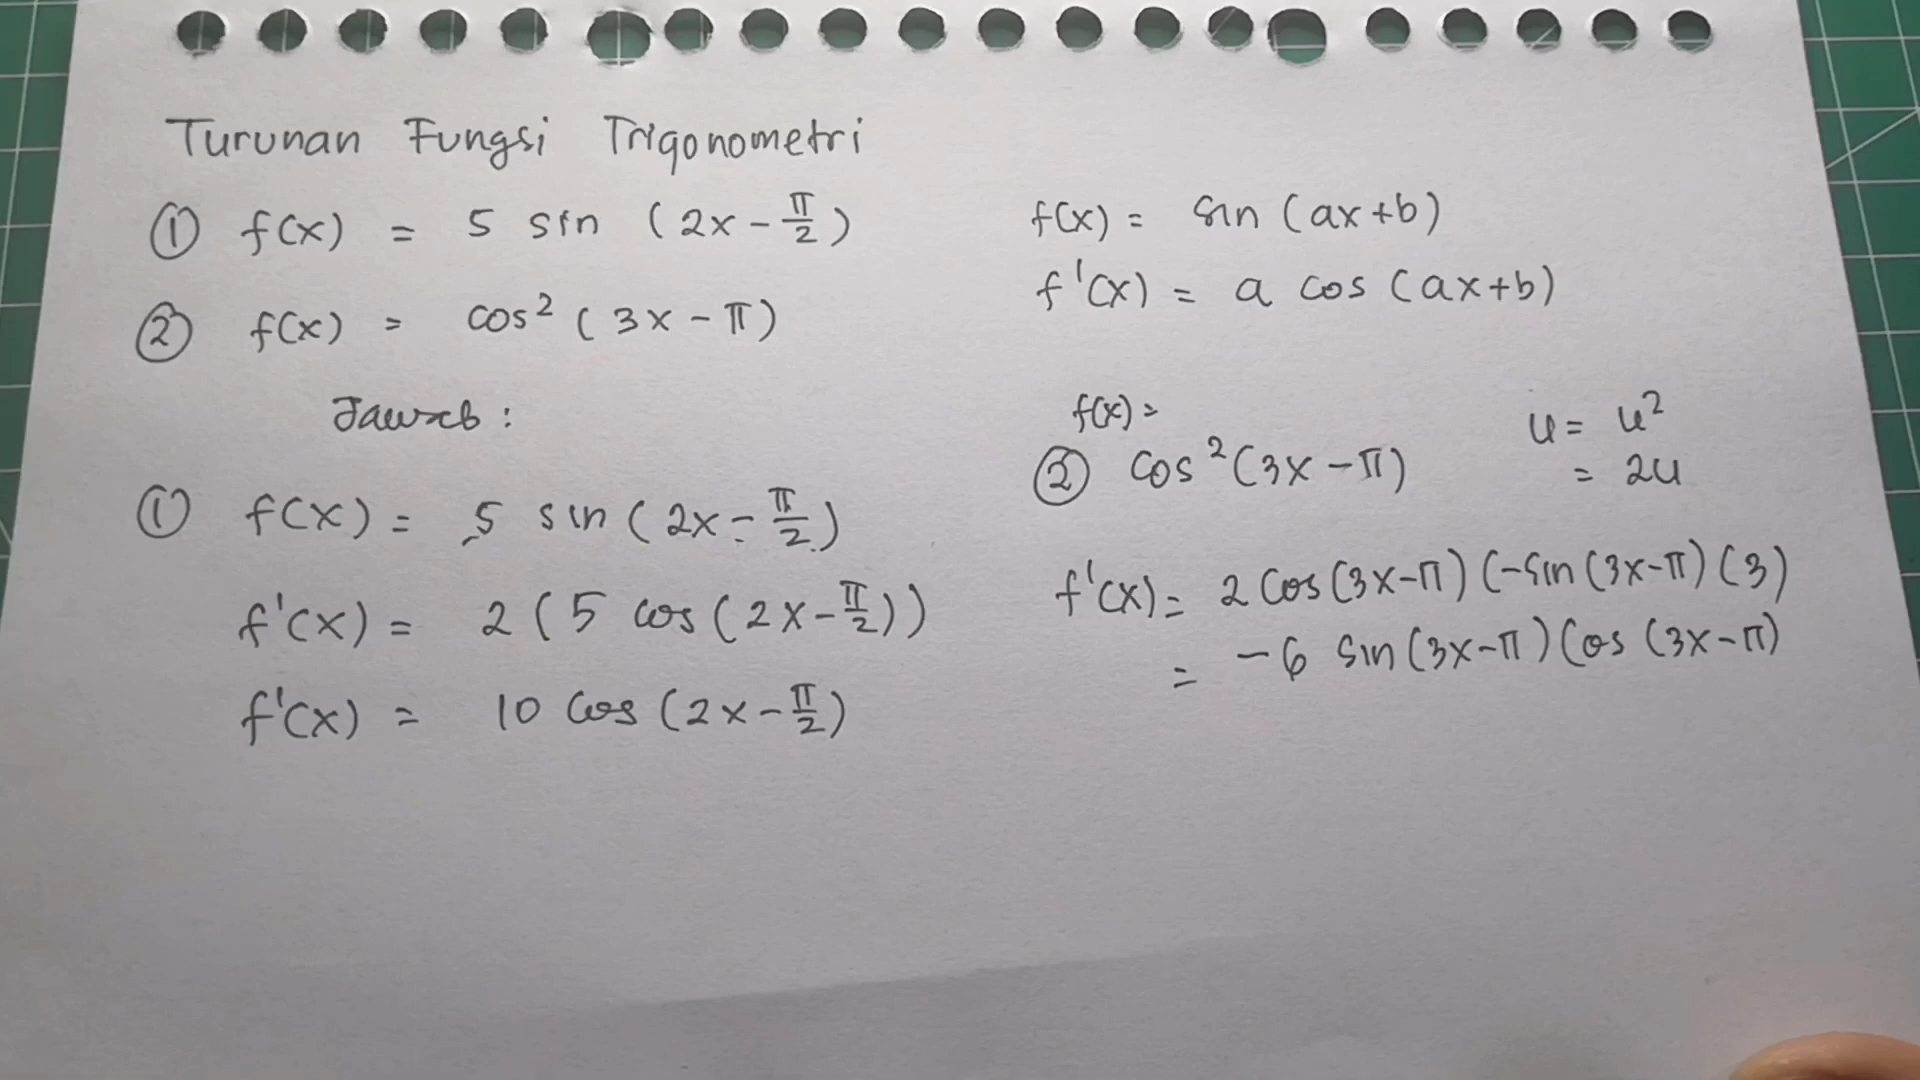 Turunan Fungsi Trigonometri
① f(x) = 5 sin (2x - π/2)
② f(x) = cos² (3x - π)
f(x) = sin (ax+b)
f'(x) = a cos (ax+b)
Jawab :
① f(x) = 5 sin (2x - π/2)
f'(x) = 2 (5 cos (2x - π/2))
f'(x) = 10 cos (2x - π/2)
f(x) =
② cos² (3x - π)
u = u²
= 2u
f'(x) = 2 cos (3x-π) (-sin (3x-π) (3)
= -6 sin (3x-π) cos (3x-π)